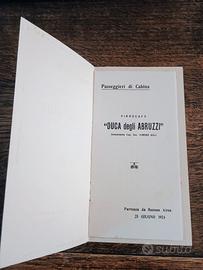 Passeggieri di Cabina
PIROSCAFO
"DUCA degli ABRUZZI"
Partenza da Buenos Aires
25 GIUGNO 1924
subito